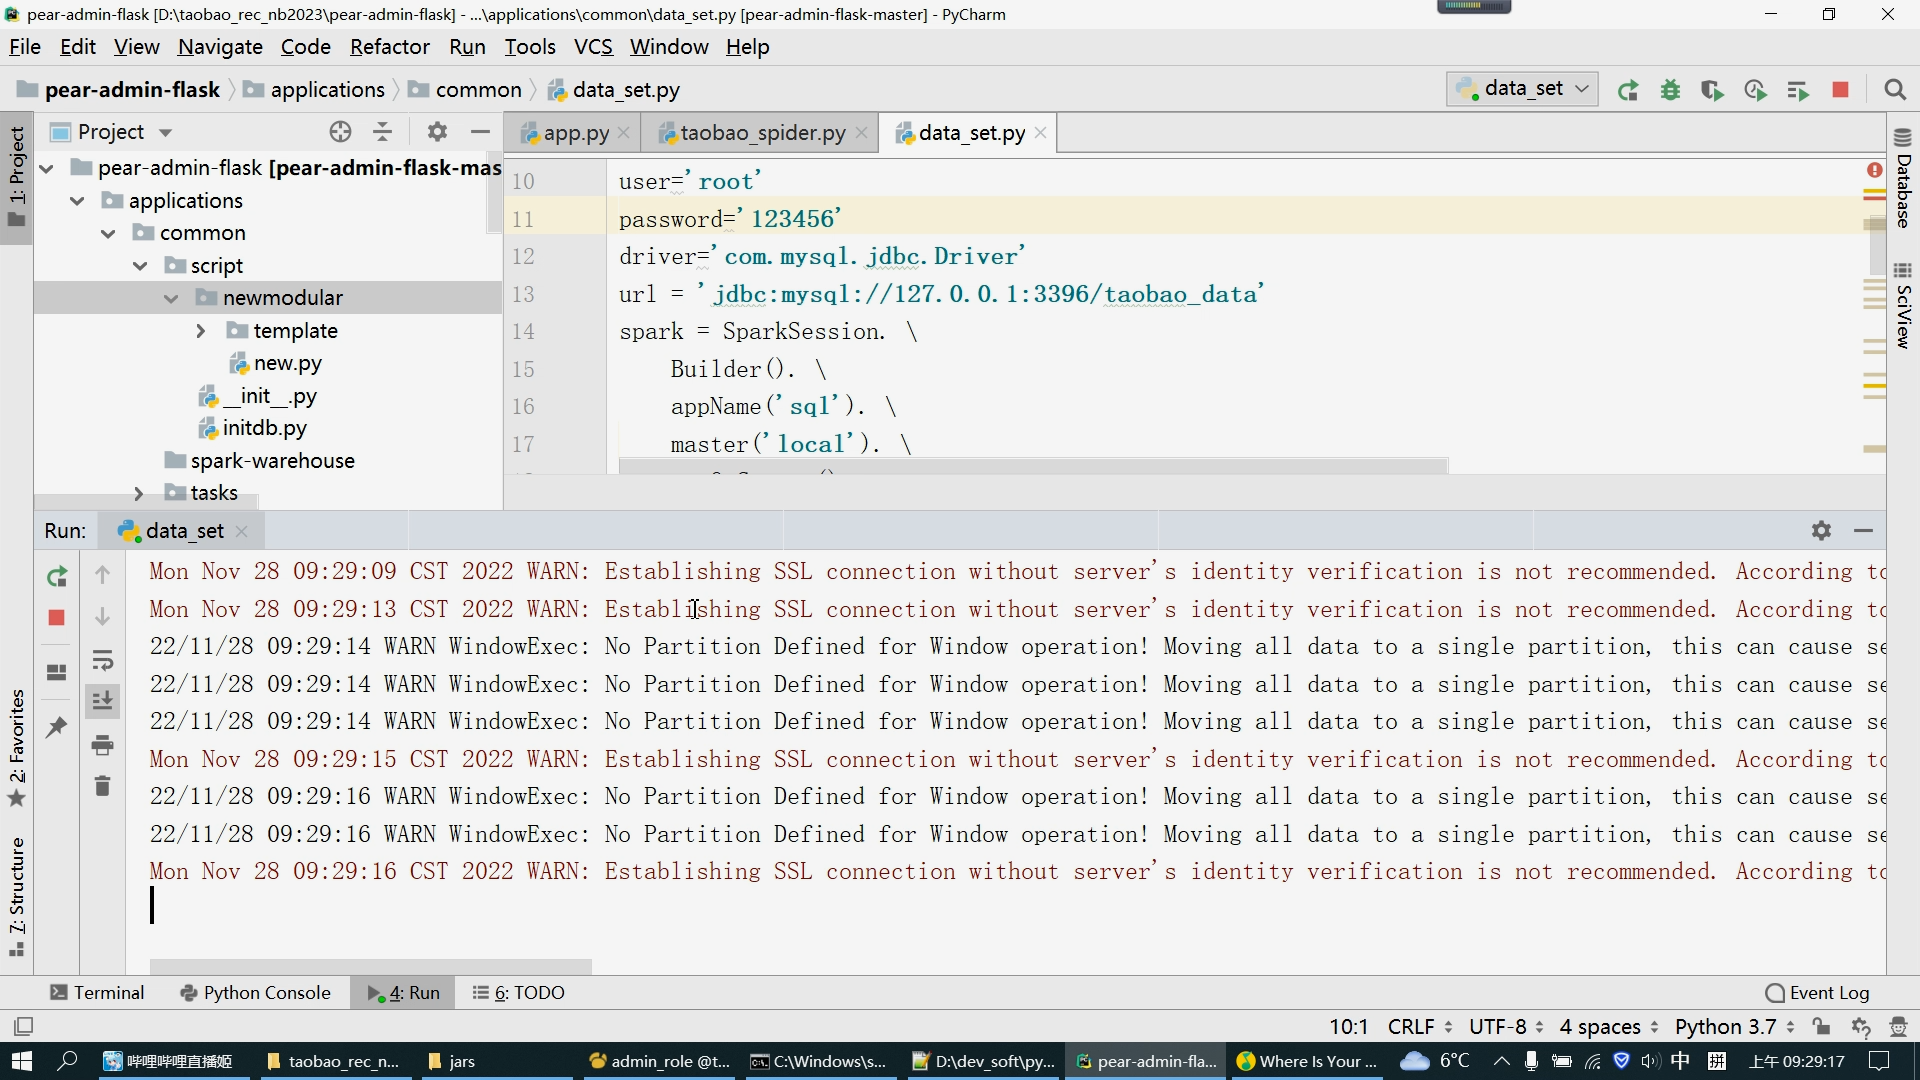 pear-admin-flask [D:\taobao_rec_nb2023\pear-admin-flask] - ...\applications\common\data_set.py [pear-admin-flask-master] - PyCharm
File Edit View Navigate Code Refactor Run Tools VCS Window Help
pear-admin-flask applications common data_set.py data_set
1: Project
Project
app.py taobao_spider.py data_set.py
pear-admin-flask [pear-admin-flask-mas
applications
common
script
newmodular
template
new.py
__init__.py
initdb.py
spark-warehouse
tasks
10 user='root'
11 password='123456'
12 driver='com.mysql.jdbc.Driver'
13 url = 'jdbc:mysql://127.0.0.1:3396/taobao_data'
14 spark = SparkSession. \
15 Builder(). \
16 appName('sql'). \
17 master('local'). \
Database
SciView
Run: data_set
Mon Nov 28 09:29:09 CST 2022 WARN: Establishing SSL connection without server's identity verification is not recommended. According to
Mon Nov 28 09:29:13 CST 2022 WARN: Establishing SSL connection without server's identity verification is not recommended. According to
22/11/28 09:29:14 WARN WindowExec: No Partition Defined for Window operation! Moving all data to a single partition, this can cause se
22/11/28 09:29:14 WARN WindowExec: No Partition Defined for Window operation! Moving all data to a single partition, this can cause se
22/11/28 09:29:14 WARN WindowExec: No Partition Defined for Window operation! Moving all data to a single partition, this can cause se
Mon Nov 28 09:29:15 CST 2022 WARN: Establishing SSL connection without server's identity verification is not recommended. According to
22/11/28 09:29:16 WARN WindowExec: No Partition Defined for Window operation! Moving all data to a single partition, this can cause se
22/11/28 09:29:16 WARN WindowExec: No Partition Defined for Window operation! Moving all data to a single partition, this can cause se
Mon Nov 28 09:29:16 CST 2022 WARN: Establishing SSL connection without server's identity verification is not recommended. According to
2: Favorites
7: Structure
Terminal Python Console 4: Run 6: TODO Event Log
10:1 CRLF UTF-8 4 spaces Python 3.7
哔哩哔哩直播姬 taobao_rec_n... jars admin_role @t... C:\Windows\s... D:\dev_soft\py... pear-admin-fla... Where Is Your ... 6°C 中 拼 上午 09:29:17